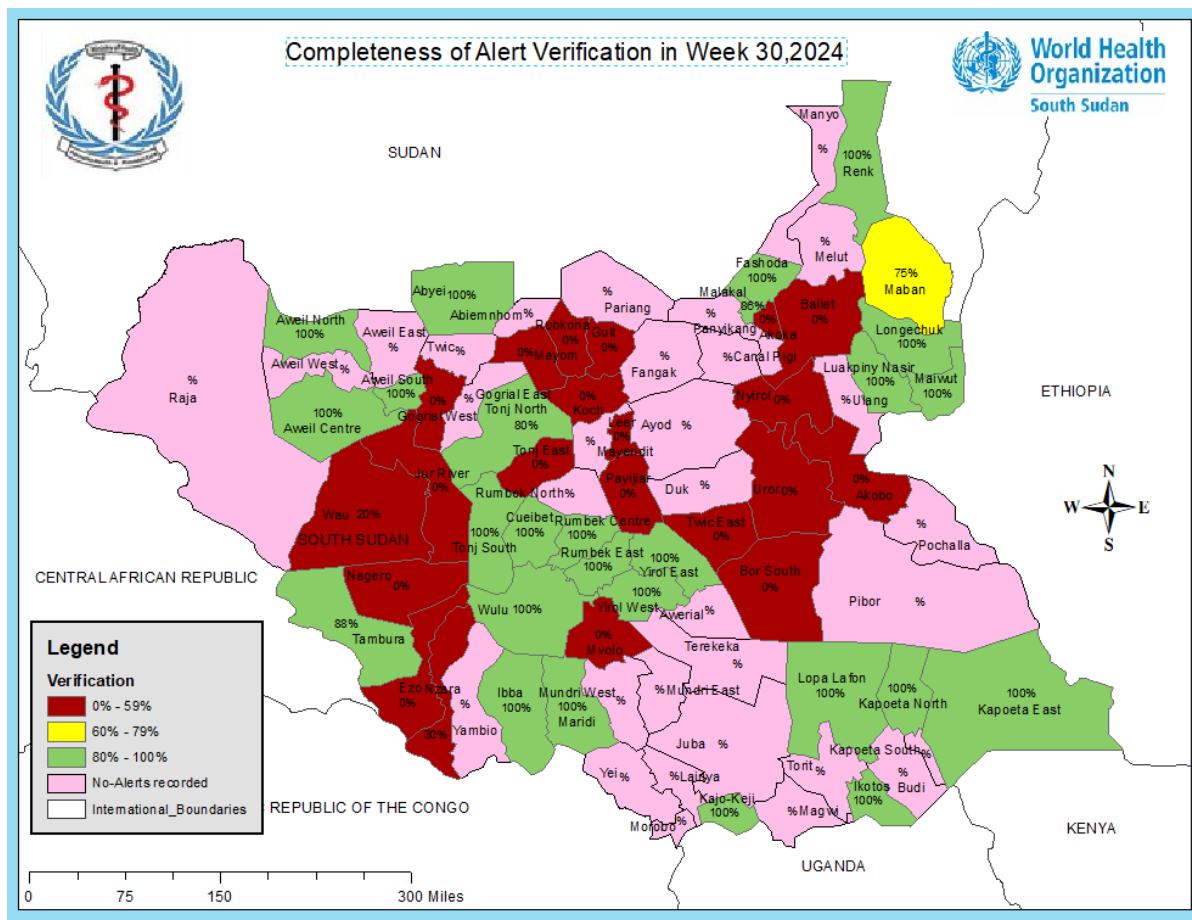 Completeness of Alert Verification in Week 30,2024
Ministry of Health
World Health
Organization
South Sudan
SUDAN
Manyo
%
100%
Renk
%
Melut
75%
Maban
Fashoda
100%
Malakal
86%
Akoka
0%
Baliet
0%
Longechuk
100%
Luakpiny Nasir
100%
Maiwut
100%
% Ulang
Abyei
100%
Abiemnhom
%
%
Pariang
Rubkona
0%
Guit
0%
0%
Mayom
%
Panyikang
%
Canal Pigi
%
Fangak
Aweil North
100%
Aweil East
%
Twic
%
Aweil West
%
Aweil South
100%
100%
Aweil Centre
%
Raja
0%
Gogrial West
%
Gogrial East
Tonj North
80%
0%
Koch
Leer
0%
%
Mayendit
Ayod
%
Nyirol
0%
ETHIOPIA
Tonj East
0%
Jur River
0%
Rumbek North
%
Payijiar
0%
Duk
%
Uror
0%
0%
Akobo
%
Pochalla
Wau
20%
SOUTH SUDAN
100%
Tonj South
Cueibet
100%
Rumbek Centre
100%
Rumbek East
100%
100%
Yirol East
100%
Yirol West
Twic East
0%
Bor South
0%
Pibor
%
N
W
E
S
CENTRAL AFRICAN REPUBLIC
Nagero
0%
Wulu
100%
Awerial
%
0%
Mvolo
88%
Tambura
Terekeka
%
Ezo
0%
Nzara
30%
%
Yambio
Ibba
100%
Mundri West
100%
Maridi
%
%
Mundri East
Lopa Lafon
100%
100%
Kapoeta North
100%
Kapoeta East
Juba
%
Kapoeta South
%
Torit
%
%
Budi
Ikotos
100%
Yei
%
%
Lainya
Kajo-Keji
100%
%
Magwi
Morobo
%
REPUBLIC OF THE CONGO
UGANDA
KENYA
Legend
Verification
0% - 59%
60% - 79%
80% - 100%
No-Alerts recorded
International_Boundaries
0
75
150
300 Miles